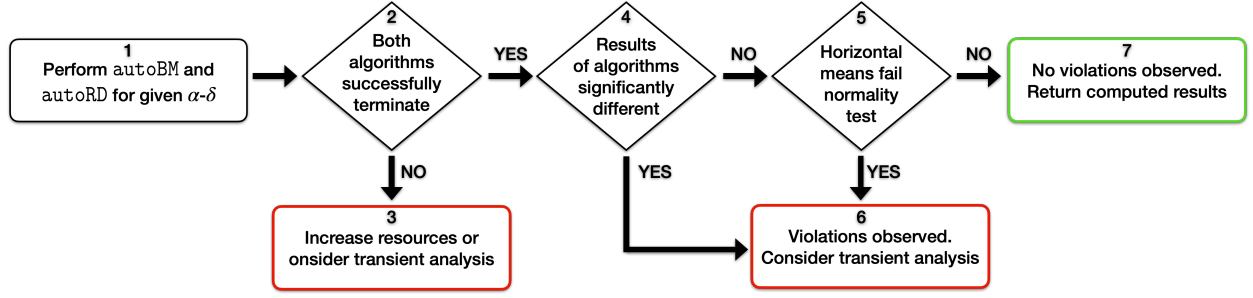 1
Perform autoBM and
autoRD for given α-δ
2
Both
algorithms
successfully
terminate
YES
NO
3
Increase resources or
onsider transient analysis
4
Results
of algorithms
significantly
different
NO
YES
5
Horizontal
means fail
normality
test
NO
YES
6
Violations observed.
Consider transient analysis
7
No violations observed.
Return computed results